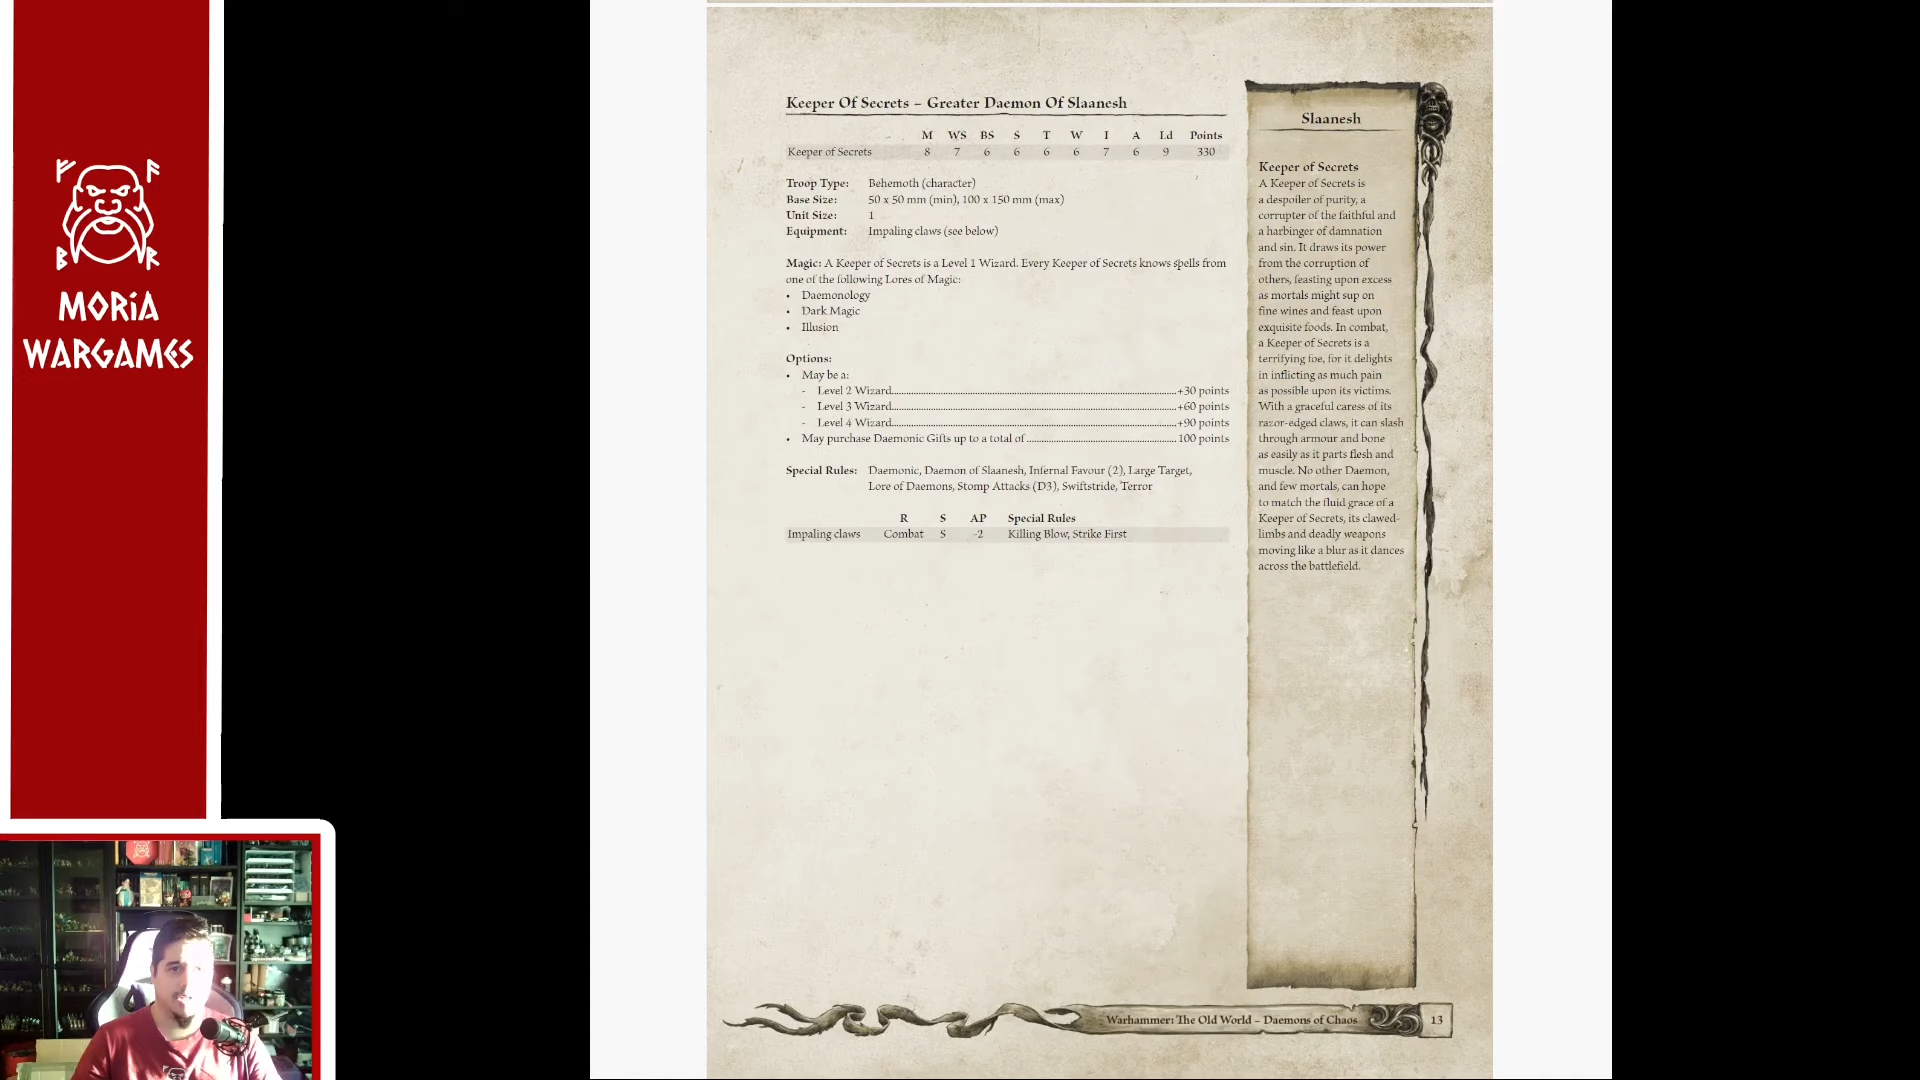 ᚠ ᚨ
ᛒ ᚱ
MORiA
WARGAMES
Keeper Of Secrets – Greater Daemon Of Slaanesh
M WS BS S T W I A Ld Points
Keeper of Secrets 8 7 6 6 6 6 7 6 9 330
Troop Type: Behemoth (character)
Base Size: 50 x 50 mm (min), 100 x 150 mm (max)
Unit Size: 1
Equipment: Impaling claws (see below)
Magic: A Keeper of Secrets is a Level 1 Wizard. Every Keeper of Secrets knows spells from
one of the following Lores of Magic:
• Daemonology
• Dark Magic
• Illusion
Options:
• May be a:
- Level 2 Wizard....+30 points
- Level 3 Wizard....+60 points
- Level 4 Wizard....+90 points
• May purchase Daemonic Gifts up to a total of ....100 points
Special Rules: Daemonic, Daemon of Slaanesh, Infernal Favour (2), Large Target,
Lore of Daemons, Stomp Attacks (D3), Swiftstride, Terror
R S AP Special Rules
Impaling claws Combat S -2 Killing Blow, Strike First
Slaanesh
Keeper of Secrets
A Keeper of Secrets is
a despoiler of purity, a
corrupter of the faithful and
a harbinger of damnation
and sin. It draws its power
from the corruption of
others, feasting upon excess
as mortals might sup on
fine wines and feast upon
exquisite foods. In combat,
a Keeper of Secrets is a
terrifying foe, for it delights
in inflicting as much pain
as possible upon its victims.
With a graceful caress of its
razor-edged claws, it can slash
through armour and bone
as easily as it parts flesh and
muscle. No other Daemon,
and few mortals, can hope
to match the fluid grace of a
Keeper of Secrets, its clawed-
limbs and deadly weapons
moving like a blur as it dances
across the battlefield.
Warhammer: The Old World – Daemons of Chaos 13